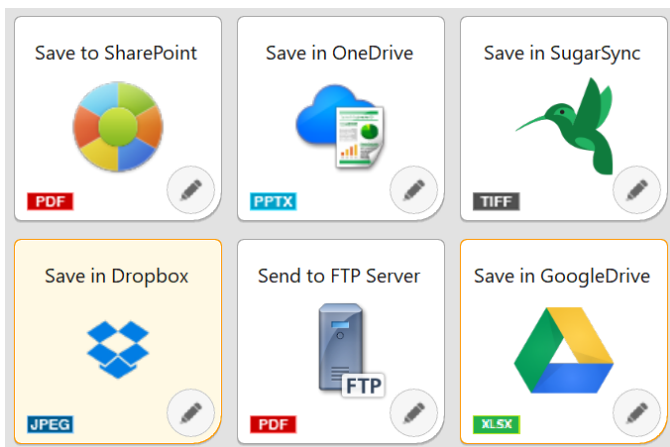 Save to SharePoint
PDF
Save in OneDrive
PPTX
Save in SugarSync
TIFF
Save in Dropbox
JPEG
Send to FTP Server
FTP
PDF
Save in GoogleDrive
XLSX